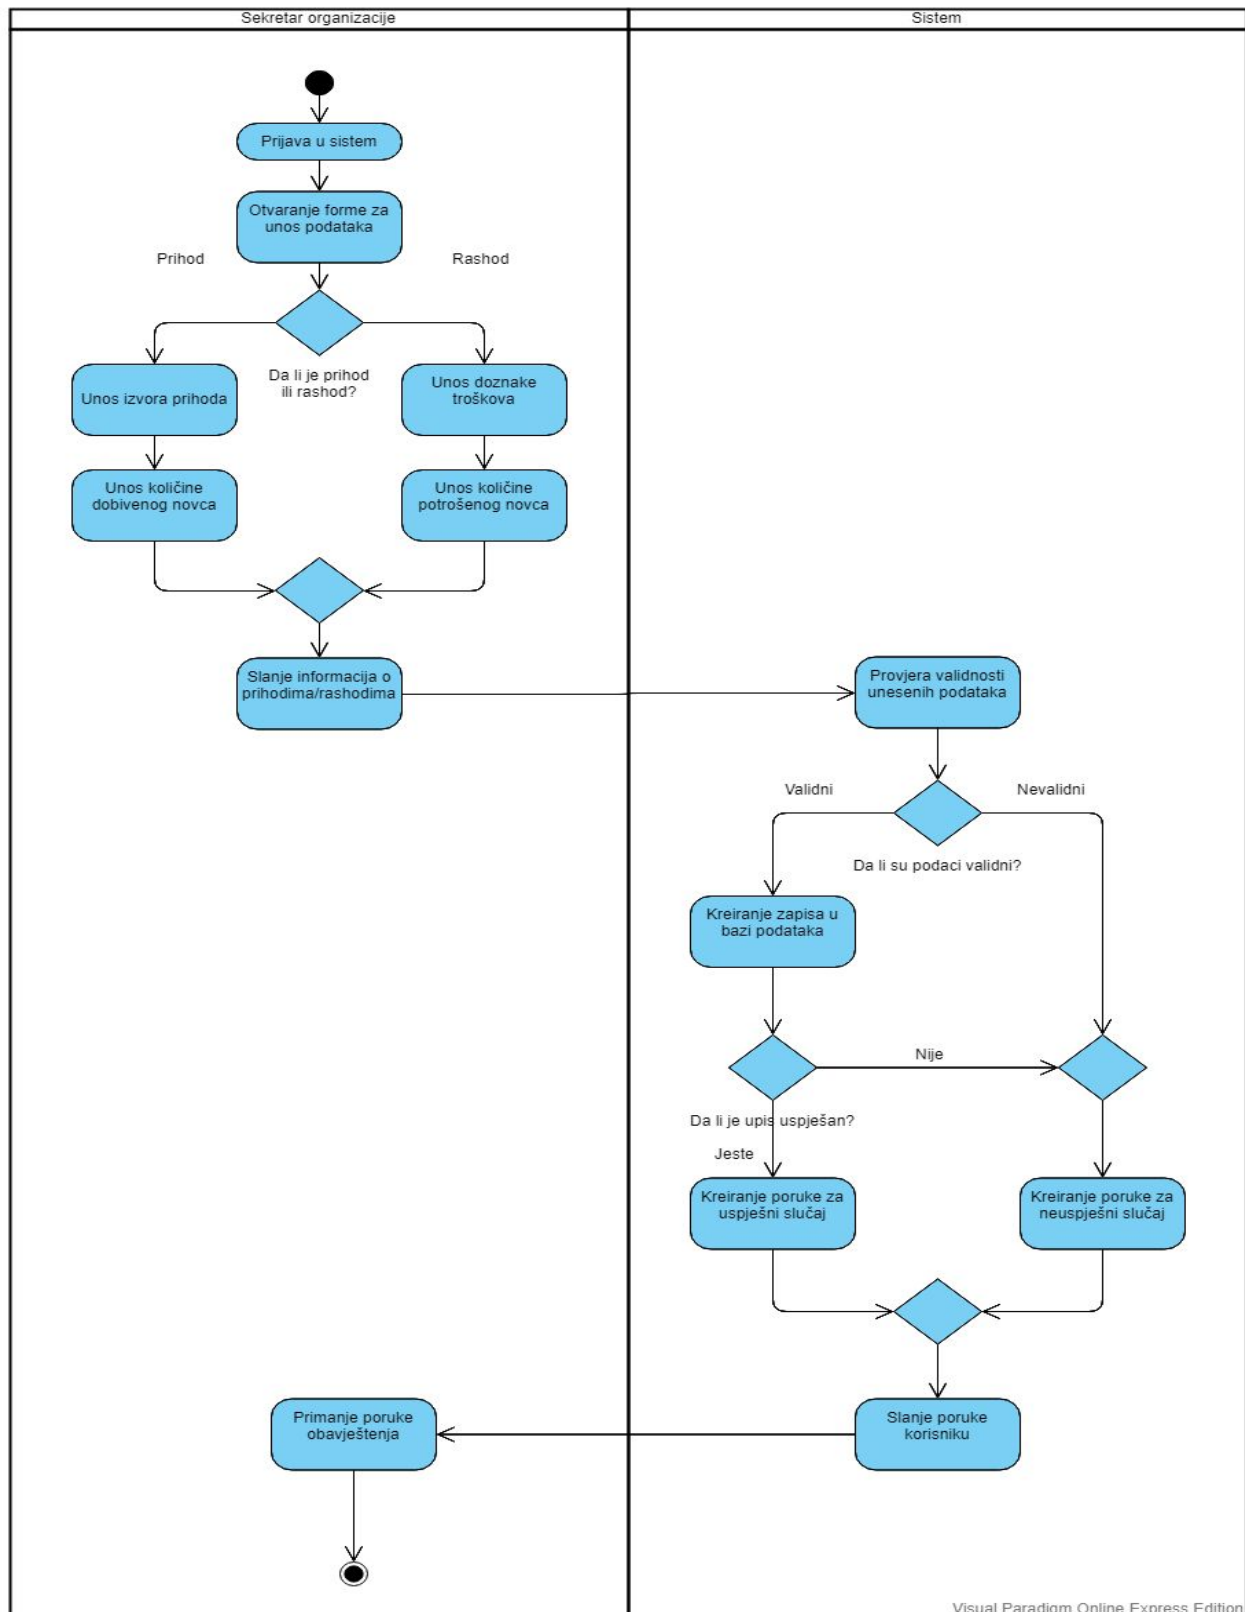 Sekretar organizacije
Sistem
Prijava u sistem
Otvaranje forme za
unos podataka
Prihod
Rashod
Da li je prihod
ili rashod?
Unos izvora prihoda
Unos doznake
troškova
Unos količine
dobivenog novca
Unos količine
potrošenog novca
Slanje informacija o
prihodima/rashodima
Provjera validnosti
unesenih podataka
Validni
Nevalidni
Da li su podaci validni?
Kreiranje zapisa u
bazi podataka
Nije
Da li je upis uspješan?
Jeste
Kreiranje poruke za
uspješni slučaj
Kreiranje poruke za
neuspješni slučaj
Primanje poruke
obavještenja
Slanje poruke
korisniku
Visual Paradigm Online Express Edition